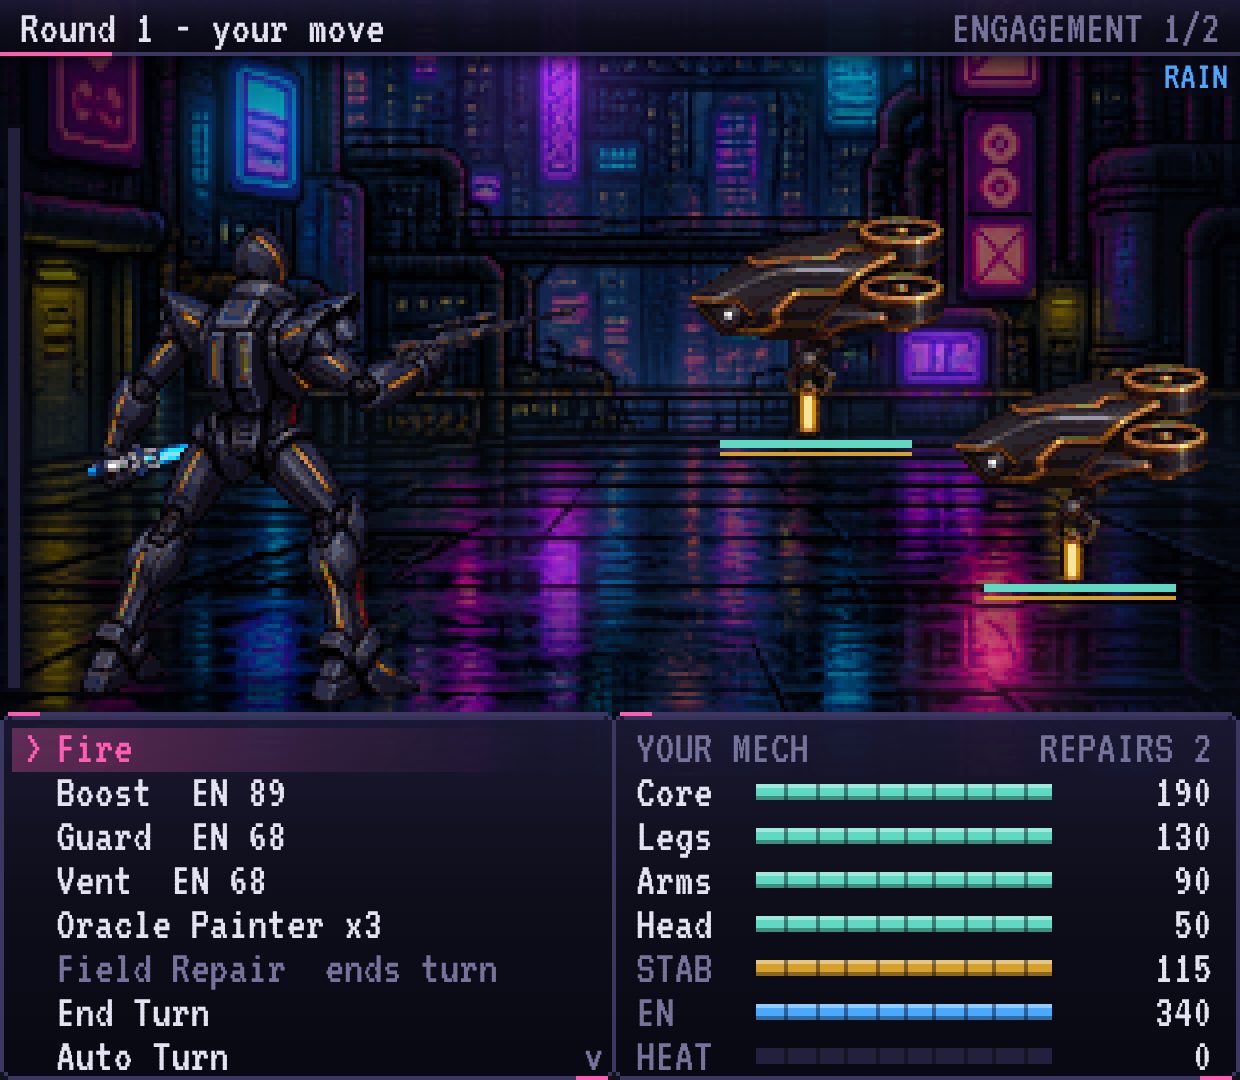 Round 1 - your move
ENGAGEMENT 1/2
RAIN
> Fire
Boost EN 89
Guard EN 68
Vent EN 68
Oracle Painter x3
Field Repair ends turn
End Turn
Auto Turn v
YOUR MECH REPAIRS 2
Core 190
Legs 130
Arms 90
Head 50
STAB 115
EN 340
HEAT 0